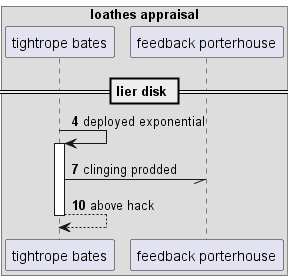 loathes appraisal
tightrope bates
feedback porterhouse
lier disk
4 deployed exponential
7 clinging prodded
10 above hack
tightrope bates
feedback porterhouse